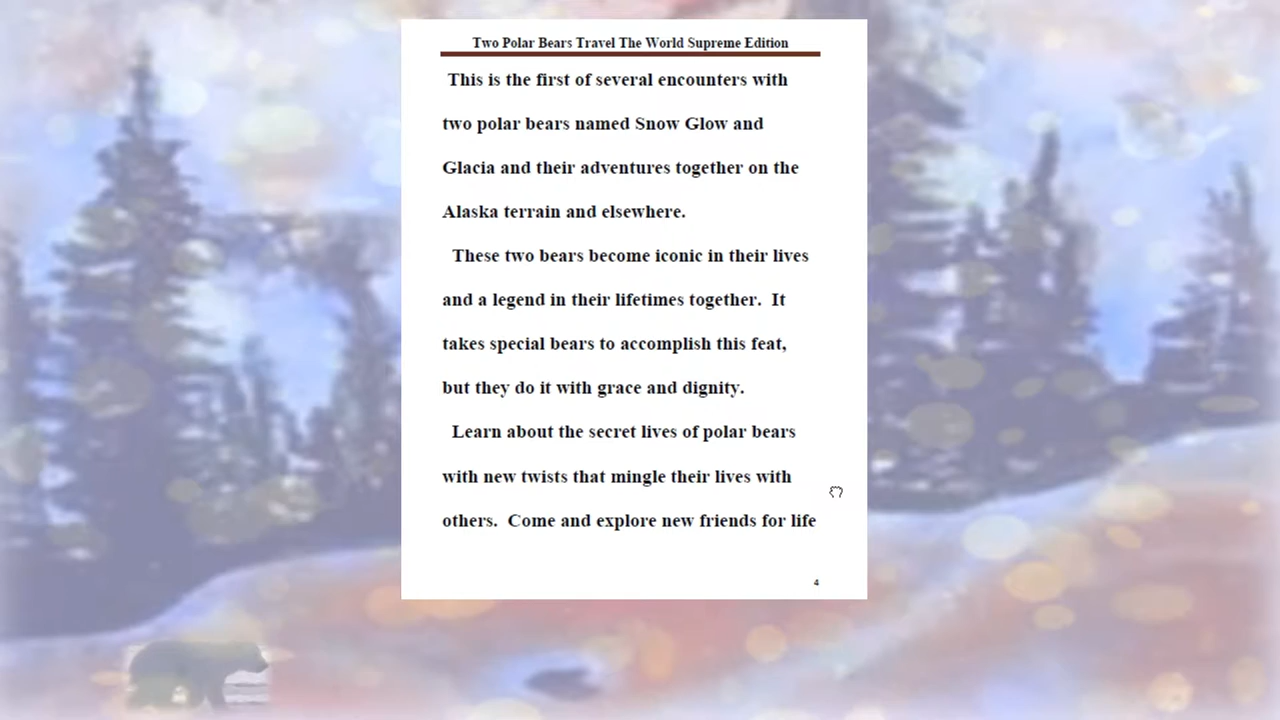 Two Polar Bears Travel The World Supreme Edition
This is the first of several encounters with
two polar bears named Snow Glow and
Glacia and their adventures together on the
Alaska terrain and elsewhere.
These two bears become iconic in their lives
and a legend in their lifetimes together.  It
takes special bears to accomplish this feat,
but they do it with grace and dignity.
Learn about the secret lives of polar bears
with new twists that mingle their lives with
others.  Come and explore new friends for life
4